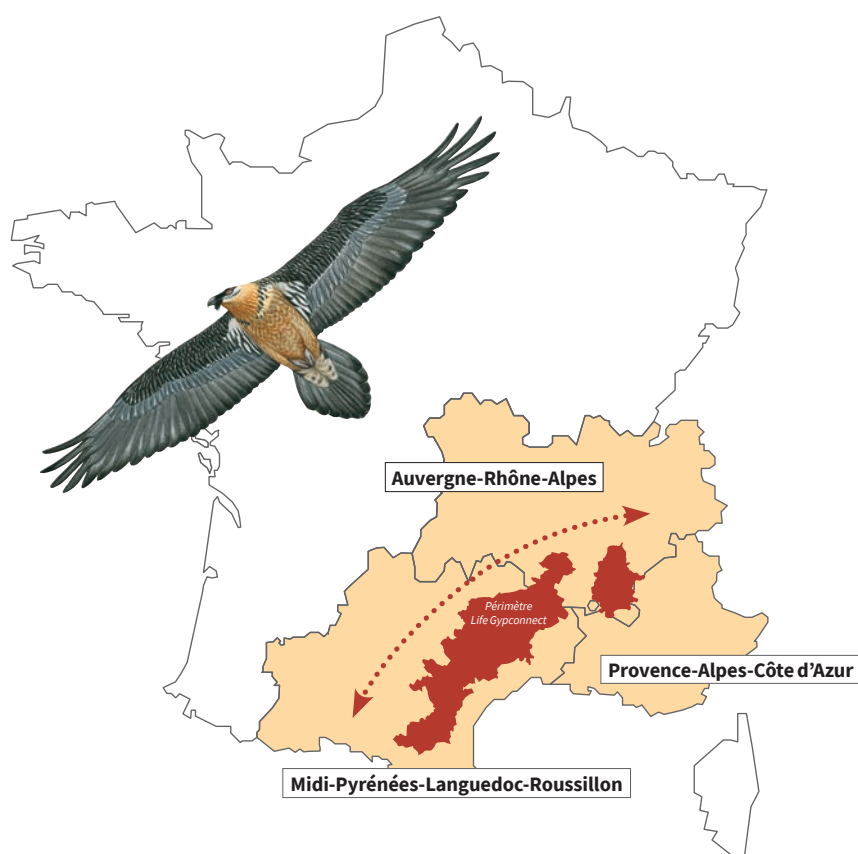 Auvergne-Rhône-Alpes
Périmètre
Life Gypconnect
Provence-Alpes-Côte d’Azur
Midi-Pyrénées-Languedoc-Roussillon